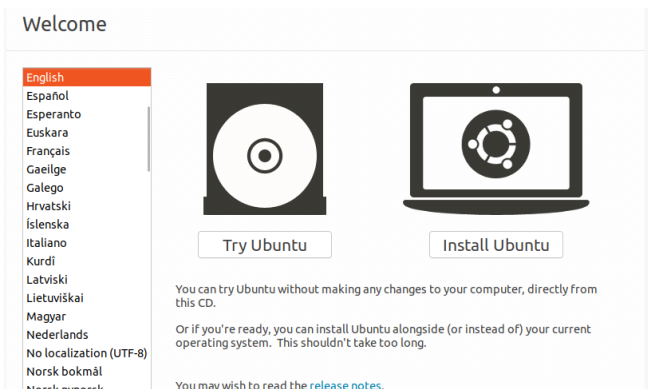 Welcome
English
Español
Esperanto
Euskara
Français
Gaeilge
Galego
Hrvatski
Íslenska
Italiano
Kurdî
Latviski
Lietuviškai
Magyar
Nederlands
No localization (UTF-8)
Norsk bokmål
Norsk nynorsk
Try Ubuntu
Install Ubuntu
You can try Ubuntu without making any changes to your computer, directly from
this CD.
Or if you're ready, you can install Ubuntu alongside (or instead of) your current
operating system. This shouldn't take too long.
You may wish to read the release notes.